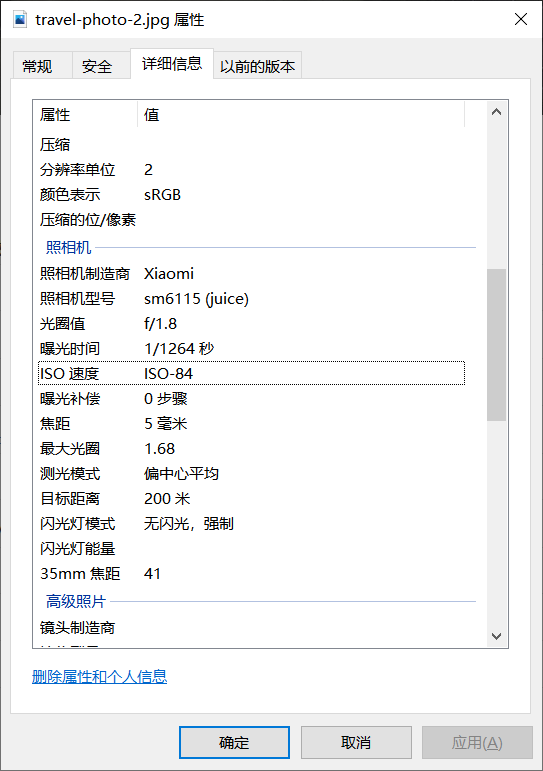 travel-photo-2.jpg 属性
常规 安全 详细信息 以前的版本
属性 值
压缩
分辨率单位 2
颜色表示 sRGB
压缩的位/像素
照相机
照相机制造商 Xiaomi
照相机型号 sm6115 (juice)
光圈值 f/1.8
曝光时间 1/1264 秒
ISO 速度 ISO-84
曝光补偿 0 步骤
焦距 5 毫米
最大光圈 1.68
测光模式 偏中心平均
目标距离 200 米
闪光灯模式 无闪光，强制
闪光灯能量
35mm 焦距 41
高级照片
镜头制造商
删除属性和个人信息
确定 取消 应用(A)